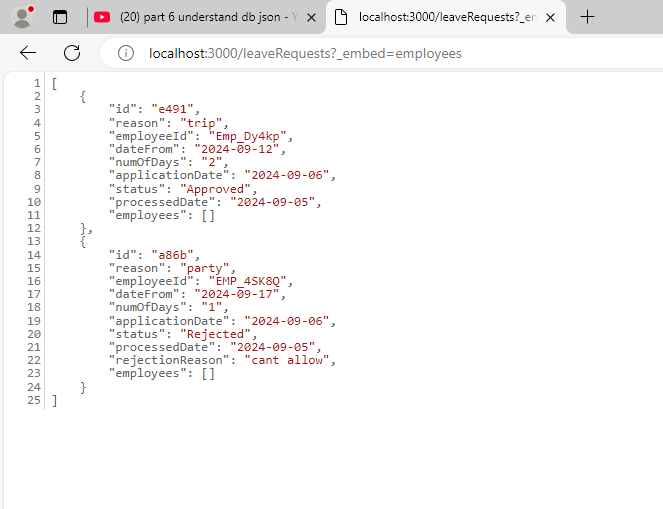 (20) part 6 understand db json - Y
localhost:3000/leaveRequests?_en
localhost:3000/leaveRequests?_embed=employees
1 [
2 {
3 "id": "e491",
4 "reason": "trip",
5 "employeeId": "Emp_Dy4kp",
6 "dateFrom": "2024-09-12",
7 "numOfDays": "2",
8 "applicationDate": "2024-09-06",
9 "status": "Approved",
10 "processedDate": "2024-09-05",
11 "employees": []
12 },
13 {
14 "id": "a86b",
15 "reason": "party",
16 "employeeId": "EMP_4SK8Q",
17 "dateFrom": "2024-09-17",
18 "numOfDays": "1",
19 "applicationDate": "2024-09-06",
20 "status": "Rejected",
21 "processedDate": "2024-09-05",
22 "rejectionReason": "cant allow",
23 "employees": []
24 }
25 ]